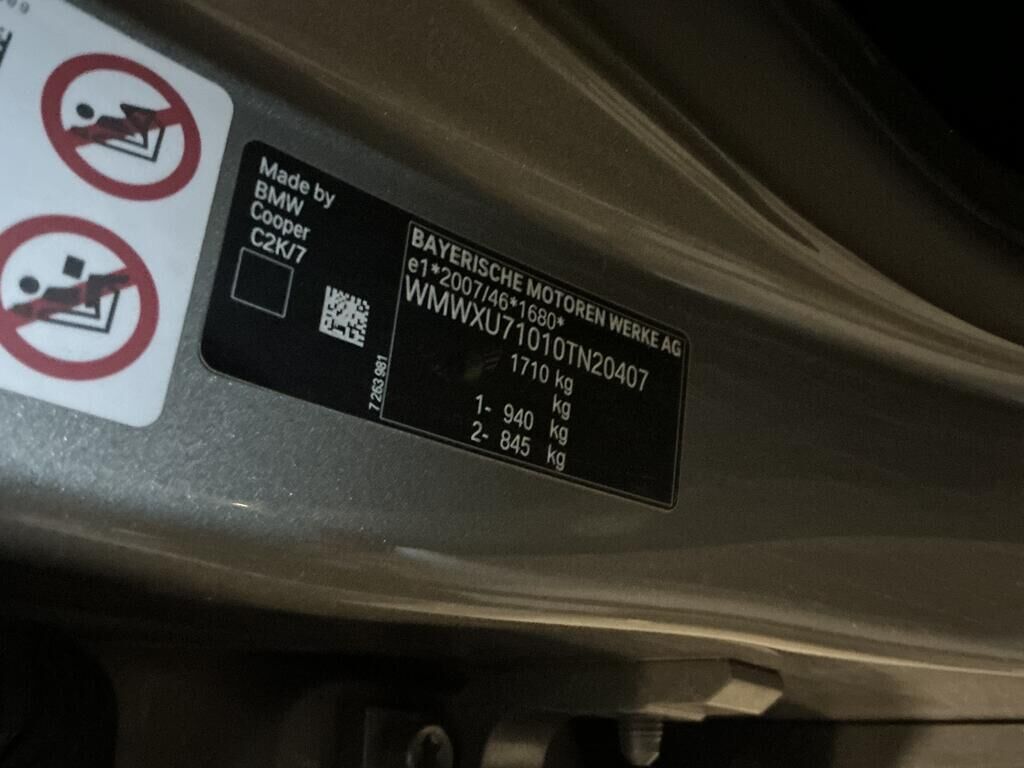 Made by
BMW
Cooper
C2K/7
7 263 981
BAYERISCHE MOTOREN WERKE AG
e1*2007/46*1680*
WMWXU71010TN20407
1710 kg
kg
1- 940 kg
2- 845 kg